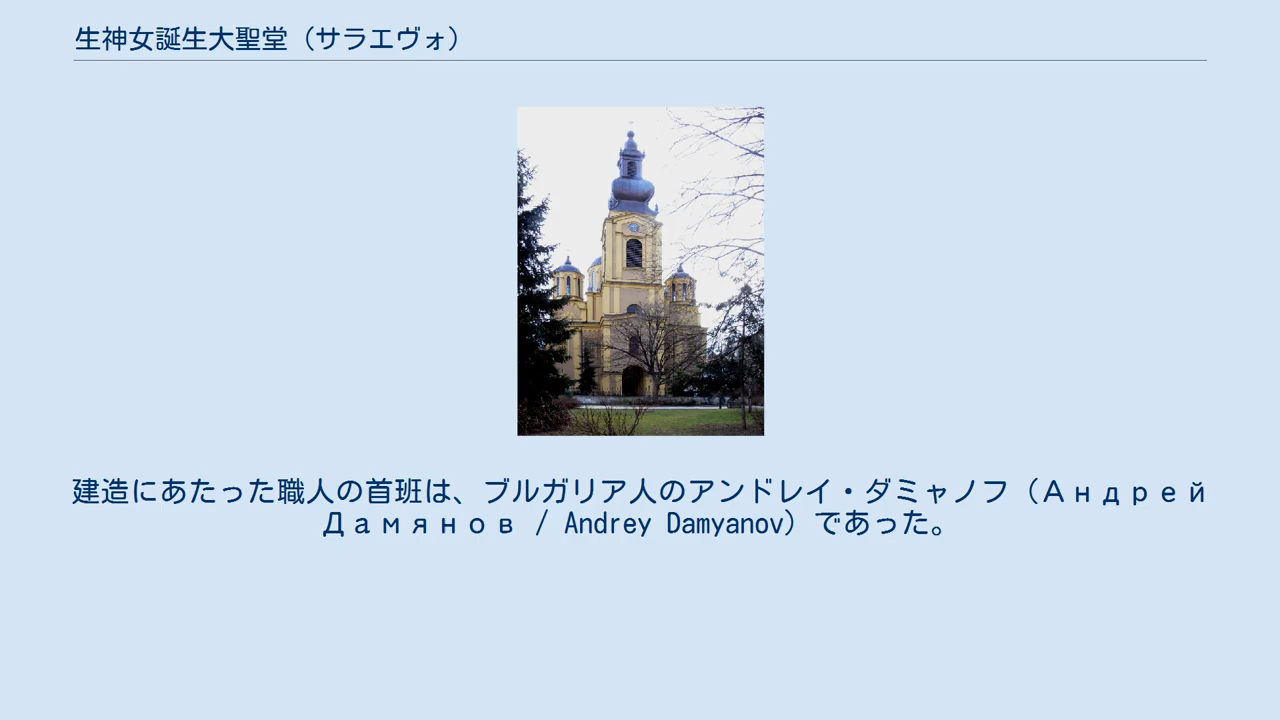 生神女誕生大聖堂（サラエヴォ）
建造にあたった職人の首班は、ブルガリア人のアンドレイ・ダミャノフ（Андрей
Дамянов / Andrey Damyanov）であった。